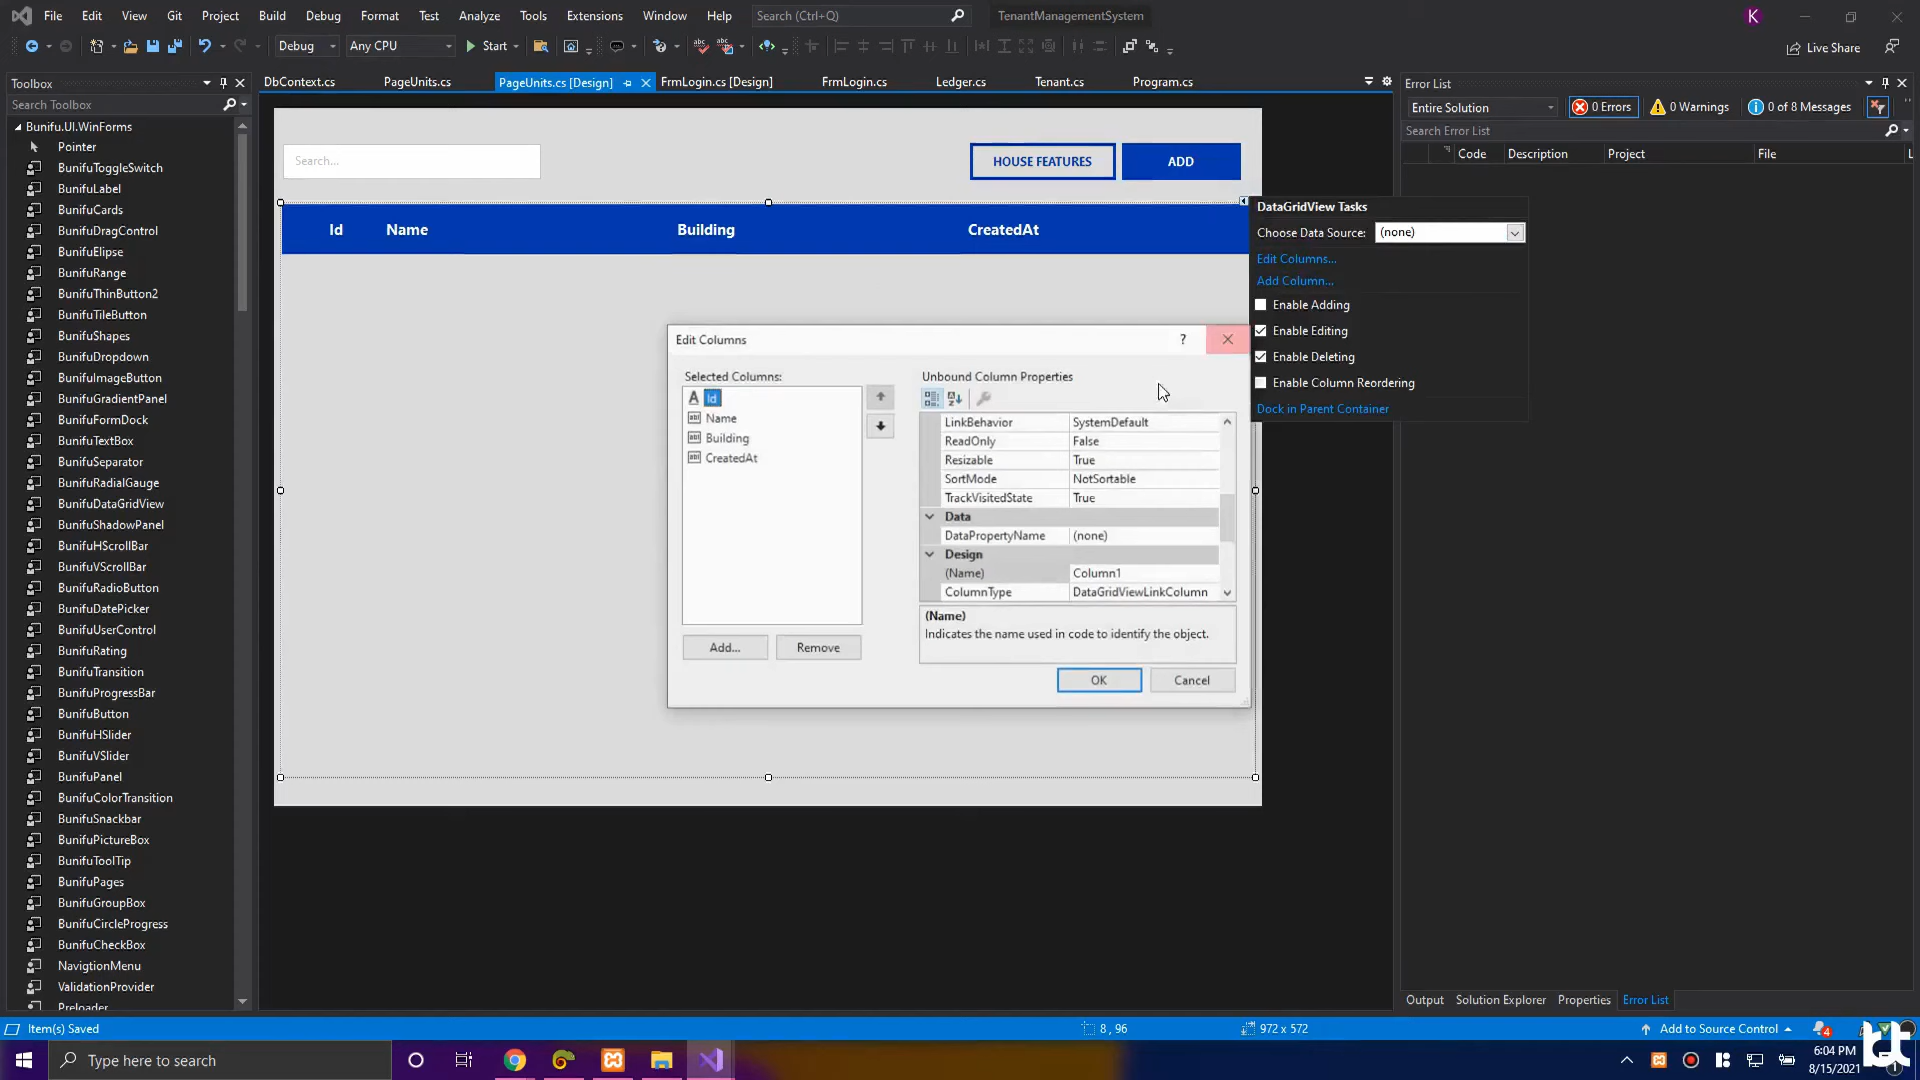 File Edit View Git Project Build Debug Format Test Analyze Tools Extensions Window Help Search (Ctrl+Q) TenantManagementSystem K
Debug Any CPU Start Live Share
Toolbox
Search Toolbox
Bunifu.UI.WinForms
Pointer
BunifuToggleSwitch
BunifuLabel
BunifuCards
BunifuDragControl
BunifuElipse
BunifuRange
BunifuThinButton2
BunifuTileButton
BunifuShapes
BunifuDropdown
BunifuImageButton
BunifuGradientPanel
BunifuFormDock
BunifuTextBox
BunifuSeparator
BunifuRadialGauge
BunifuDataGridView
BunifuShadowPanel
BunifuHScrollBar
BunifuVScrollBar
BunifuRadioButton
BunifuDatePicker
BunifuUserControl
BunifuRating
BunifuTransition
BunifuProgressBar
BunifuButton
BunifuHSlider
BunifuVSlider
BunifuPanel
BunifuColorTransition
BunifuSnackbar
BunifuPictureBox
BunifuToolTip
BunifuPages
BunifuGroupBox
BunifuCircleProgress
BunifuCheckBox
NavigtionMenu
ValidationProvider
Preloader
DbContext.cs PageUnits.cs PageUnits.cs [Design] FrmLogin.cs [Design] FrmLogin.cs Ledger.cs Tenant.cs Program.cs
Search... HOUSE FEATURES ADD
Id Name Building CreatedAt
DataGridView Tasks
Choose Data Source: (none)
Edit Columns...
Add Column...
Enable Adding
Enable Editing
Enable Deleting
Enable Column Reordering
Dock in Parent Container
Edit Columns ?
Selected Columns:
Id
Name
Building
CreatedAt
Add... Remove
Unbound Column Properties
LinkBehavior SystemDefault
ReadOnly False
Resizable True
SortMode NotSortable
TrackVisitedState True
Data
DataPropertyName (none)
Design
(Name) Column1
ColumnType DataGridViewLinkColumn
(Name)
Indicates the name used in code to identify the object.
OK Cancel
Error List
Entire Solution 0 Errors 0 Warnings 0 of 8 Messages
Search Error List
Code Description Project File L
Output Solution Explorer Properties Error List
Item(s) Saved 8 , 96 972 x 572 Add to Source Control 4
Type here to search
6:04 PM
8/15/2021